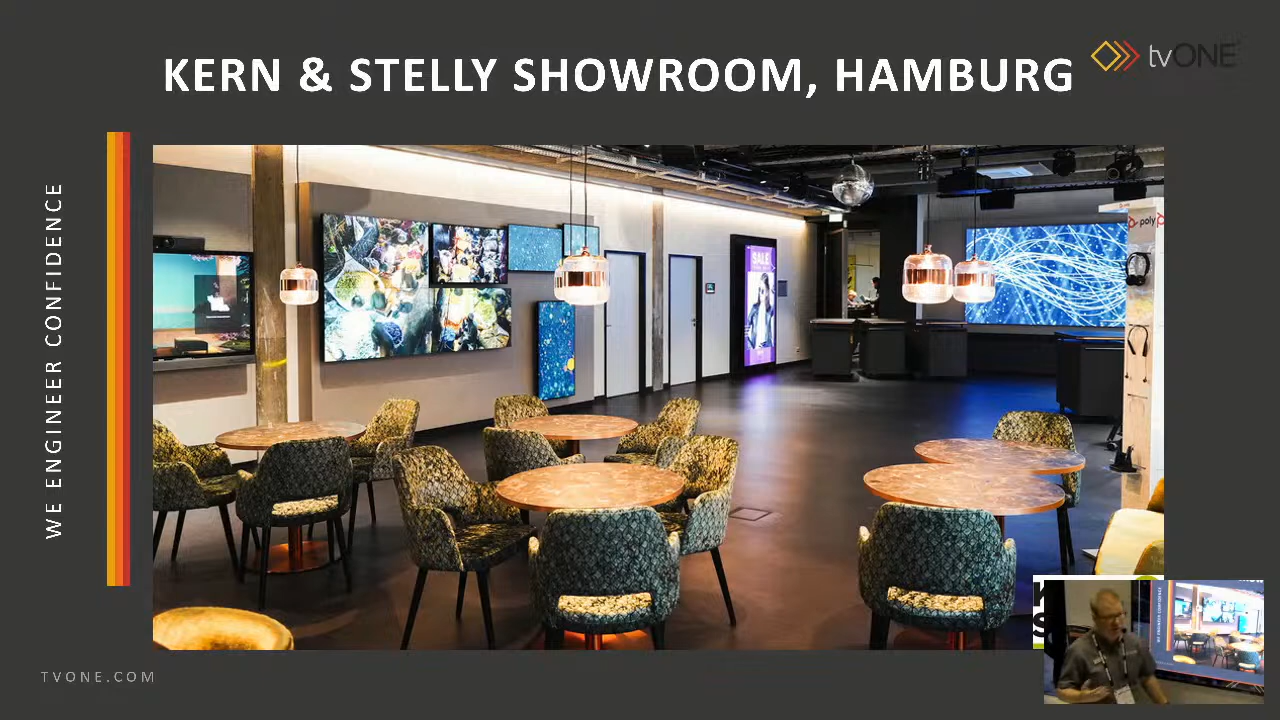 KERN & STELLY SHOWROOM, HAMBURG
tvONE
WE ENGINEER CONFIDENCE
SALE
poly
TVONE.COM